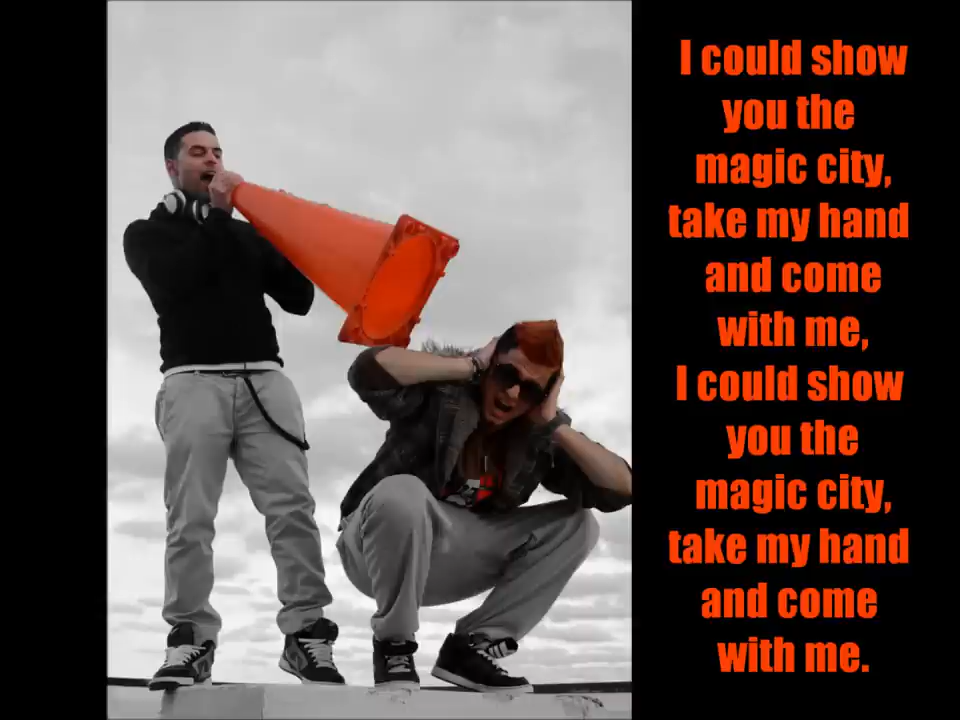 I could show
you the
magic city,
take my hand
and come
with me,
I could show
you the
magic city,
take my hand
and come
with me.